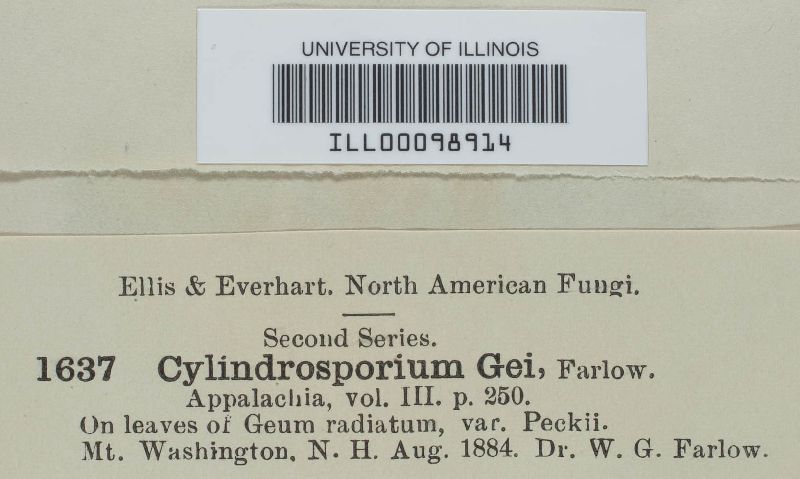 UNIVERSITY OF ILLINOIS
ILL00098914
Ellis & Everhart. North American Fungi.
Second Series.
1637 Cylindrosporium Gei, Farlow.
Appalachia, vol. III. p. 250.
On leaves of Geum radiatum, var. Peckii.
Mt. Washington, N. H. Aug. 1884. Dr. W. G. Farlow.